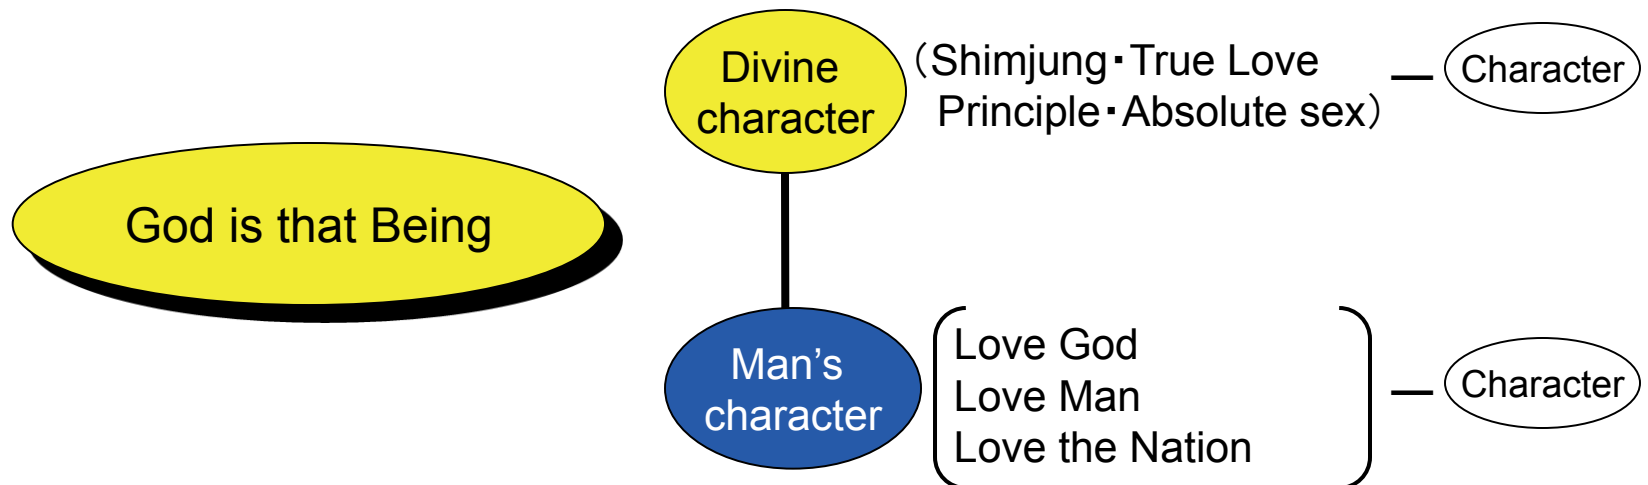 God is that Being
Divine
character
（Shimjung･True Love
Principle･Absolute sex）
Character
Man’s
character
Love God
Love Man
Love the Nation
Character